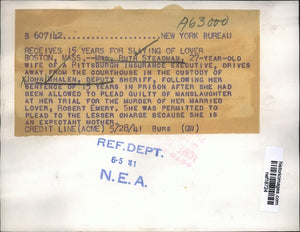 A63000
B 607142 NEW YORK BUREAU
RECEIVES 15 YEARS FOR SLAYING OF LOVER
BOSTON, MASS.--Mrs. RUTH STEADMAN, 27-YEAR-OLD
WIFE OF A PITTSBURGH INSURANCE EXECUTIVE, DRIVES
AWAY FROM THE COURTHOUSE IN THE CUSTODY OF
JOHN WHALEN, DEPUTY SHERIFF, FOLLOWING HER
SENTENCE OF 15 YEARS IN PRISON AFTER SHE HAD
BEEN ALLOWED TO PLEAD GUILTY OF MANSLAUGHTER
AT HER TRIAL FOR THE MURDER OF HER MARRIED
LOVER, ROBERT EMERY. SHE WAS PERMITTED TO
PLEAD TO THE LESSER CHARGE BECAUSE SHE IS
AN EXPECTANT MOTHER.
CREDIT LINE (ACME) 5/28/41 BURS (GW)
REF. DEPT.
6-5 41
N. E. A.